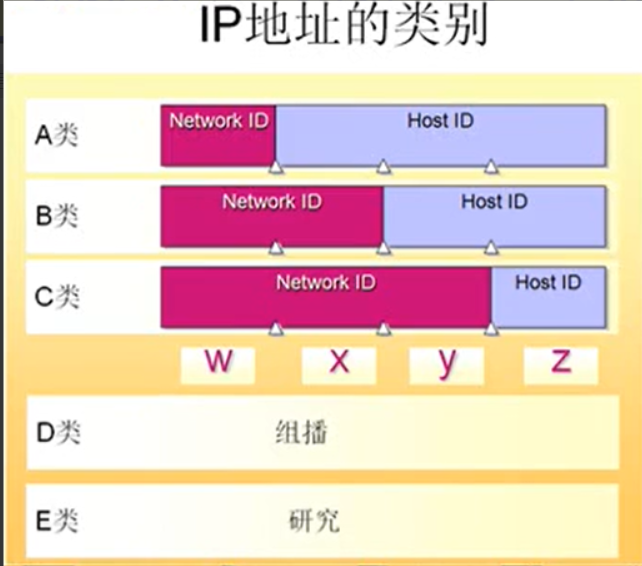 IP地址的类别
A类 Network ID Host ID
B类 Network ID Host ID
C类 Network ID Host ID
w x y z
D类 组播
E类 研究